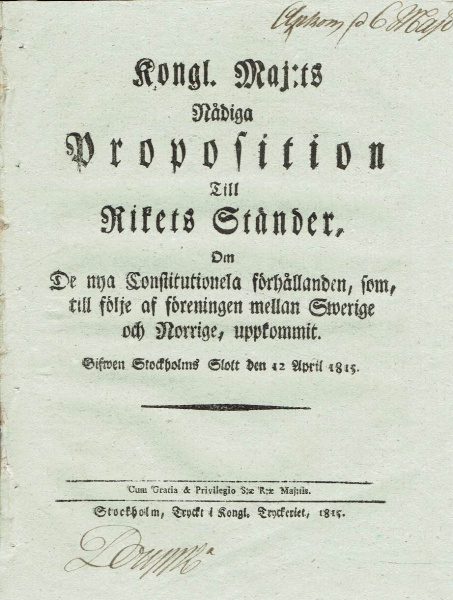 6 Maj
Kongl. Maj:ts
Nådiga
Proposition
Till
Rikets Ständer,
Om
De nya Constitutionela förhållanden, som,
till följe af föreningen mellan Swerige
och Norrige, uppkommit.
Gifwen Stockholms Slott den 12 April 1815.
Cum Gratia & Privilegio S:æ R:æ Maj:tis.
Stockholm, Tryckt i Kongl. Tryckeriet, 1815.